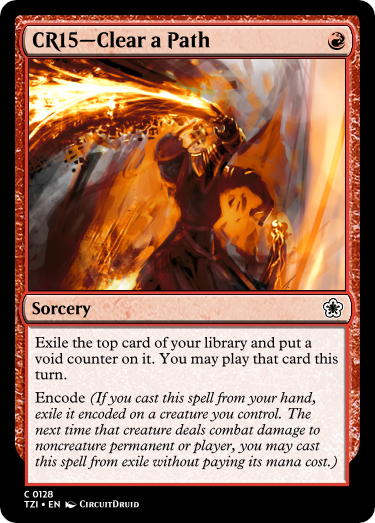 CR15—Clear a Path
Sorcery
Exile the top card of your library and put a
void counter on it. You may play that card this
turn.
Encode (If you cast this spell from your hand,
exile it encoded on a creature you control. The
next time that creature deals combat damage to
noncreature permanent or player, you may cast
this spell from exile without paying its mana cost.)
C 0128
TZI • EN CircuitDruid